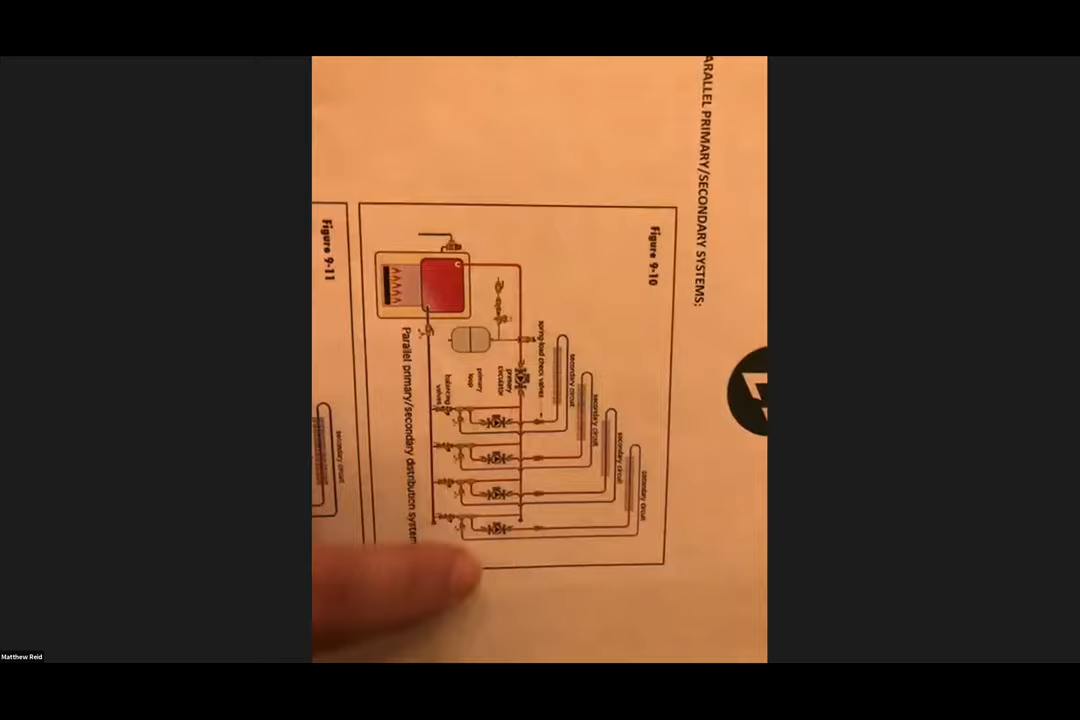 ARALLEL PRIMARY/SECONDARY SYSTEMS:
Figure 9-10
secondary circuit
secondary circuit
secondary circuit
secondary circuit
spring-load check valves
primary
circulator
primary
loop
balancing
valves
Parallel primary/secondary distribution system
Figure 9-11
secondary circuit
Matthew Reid